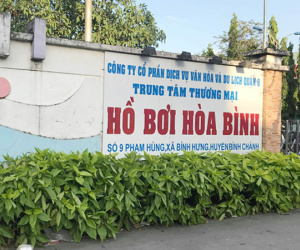 CÔNG TY CỔ PHẦN DỊCH VỤ VĂN HÓA VÀ DU LỊCH QUẬN 8
TRUNG TÂM THƯƠNG MẠI
HỒ BƠI HÒA BÌNH
SỐ 9 PHẠM HÙNG, XÃ BÌNH HƯNG, HUYỆN BÌNH CHÁNH